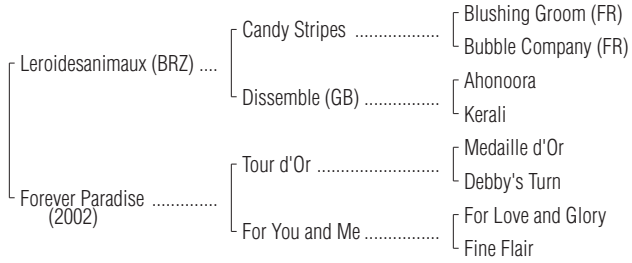 Blushing Groom (FR)
Candy Stripes ..................
Bubble Company (FR)
Leroidesanimaux (BRZ) ....
Ahonoora
Dissemble (GB) ................
Kerali
Medaille d'Or
Tour d'Or ........................
Debby's Turn
Forever Paradise ..............
(2002)
For Love and Glory
For You and Me ................
Fine Flair